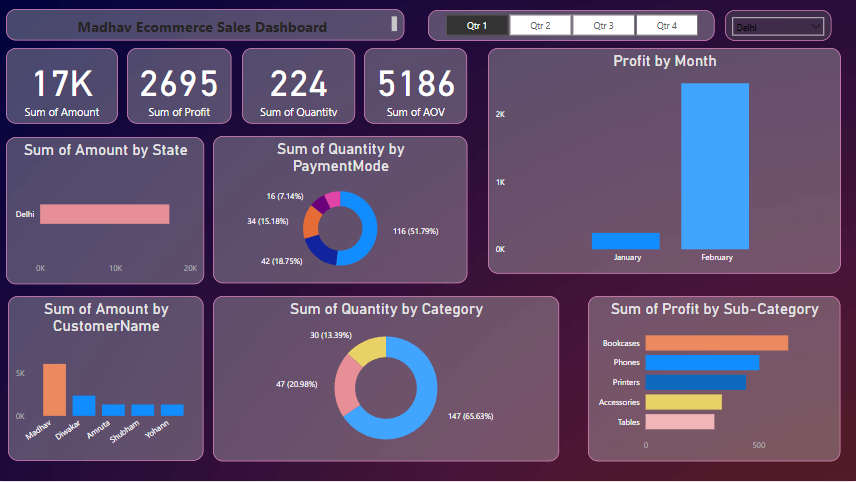 Madhav Ecommerce Sales Dashboard
Qtr 1
Qtr 2
Qtr 3
Qtr 4
Delhi
17K
Sum of Amount
2695
Sum of Profit
224
Sum of Quantity
5186
Sum of AOV
Profit by Month
2K
1K
0K
January
February
Sum of Amount by State
Delhi
0K
10K
20K
Sum of Quantity by
PaymentMode
16 (7.14%)
34 (15.18%)
42 (18.75%)
116 (51.79%)
Sum of Amount by
CustomerName
5K
0K
Madhav
Diwakar
Amruta
Shubham
Yohann
Sum of Quantity by Category
30 (13.39%)
47 (20.98%)
147 (65.63%)
Sum of Profit by Sub-Category
Bookcases
Phones
Printers
Accessories
Tables
0
500